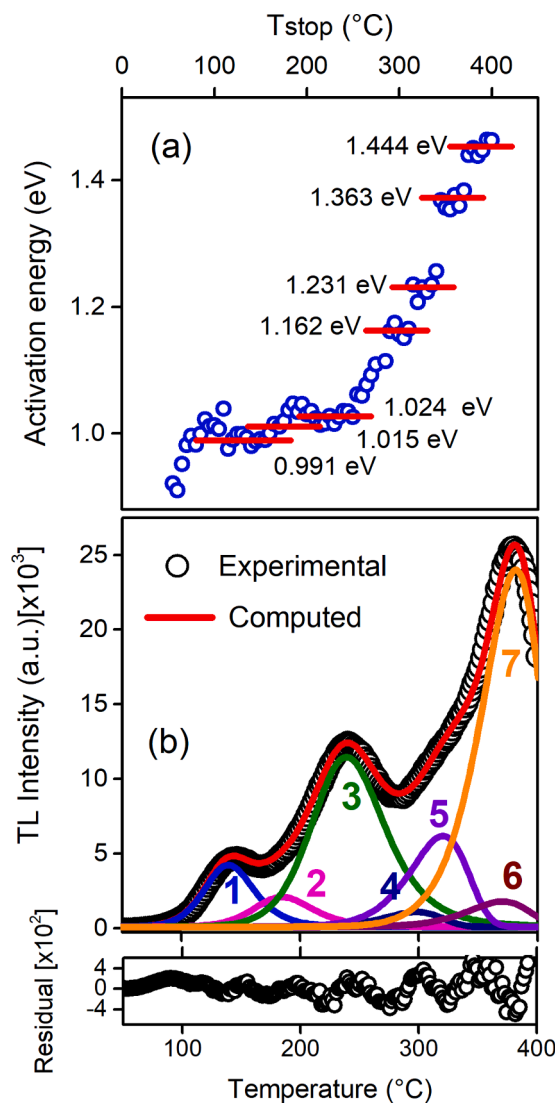 Tstop (°C)
0 100 200 300 400
(a)
1.444 eV
1.4
1.363 eV
1.231 eV
1.2
1.162 eV
1.024 eV
1.0
1.015 eV
0.991 eV
Activation energy (eV)
25
Experimental
20
Computed
7
15
(b)
10
3
5
5
1 2 4 6
0
TL Intensity (a.u.)[x10³]
4
0
-4
Residual [x10²]
100 200 300 400
Temperature (°C)